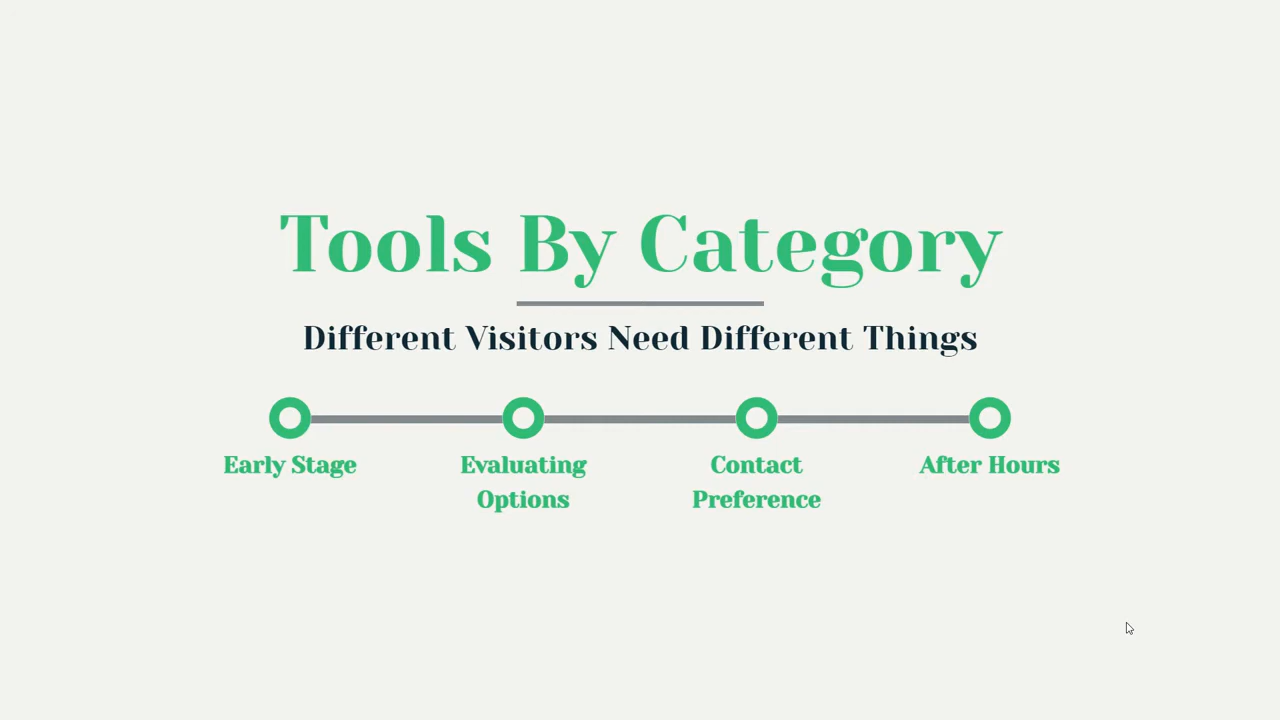 Tools By Category
Different Visitors Need Different Things
Early Stage
Evaluating
Options
Contact
Preference
After Hours